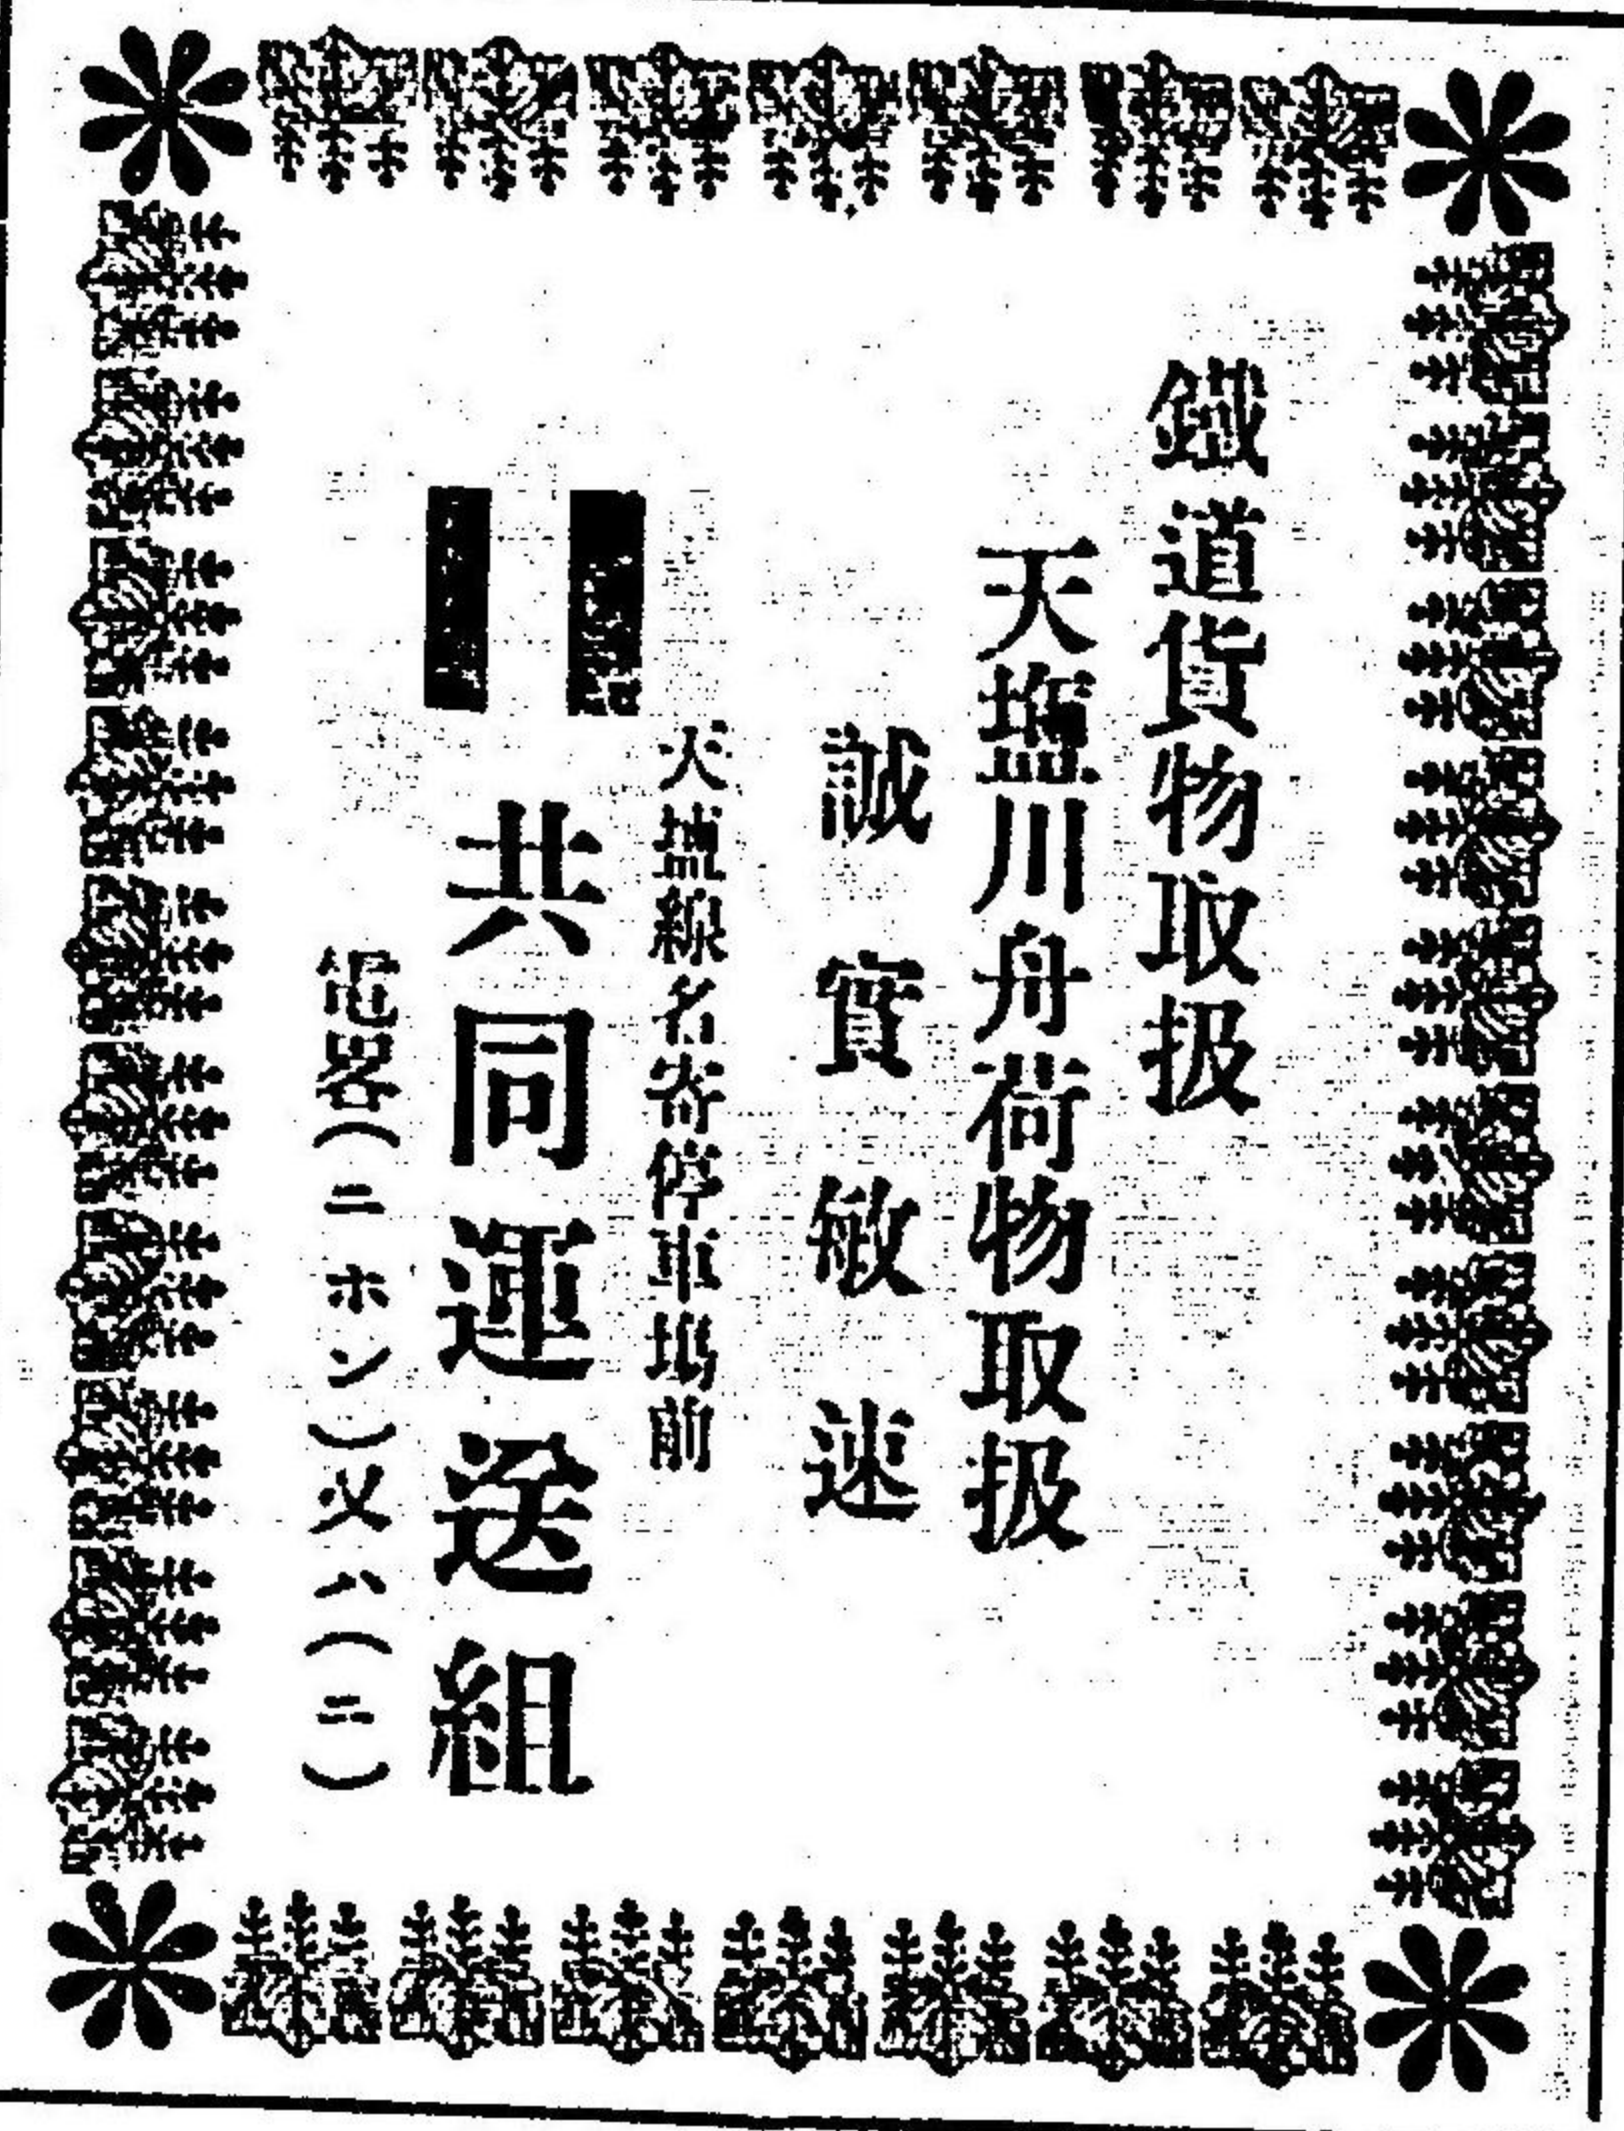 鐵道貨物取扱
天塩川舟荷物取扱
誠實敏速
天塩線名寄停車場前
共同運送組
電畧(ニホン)又ハ(ニ)